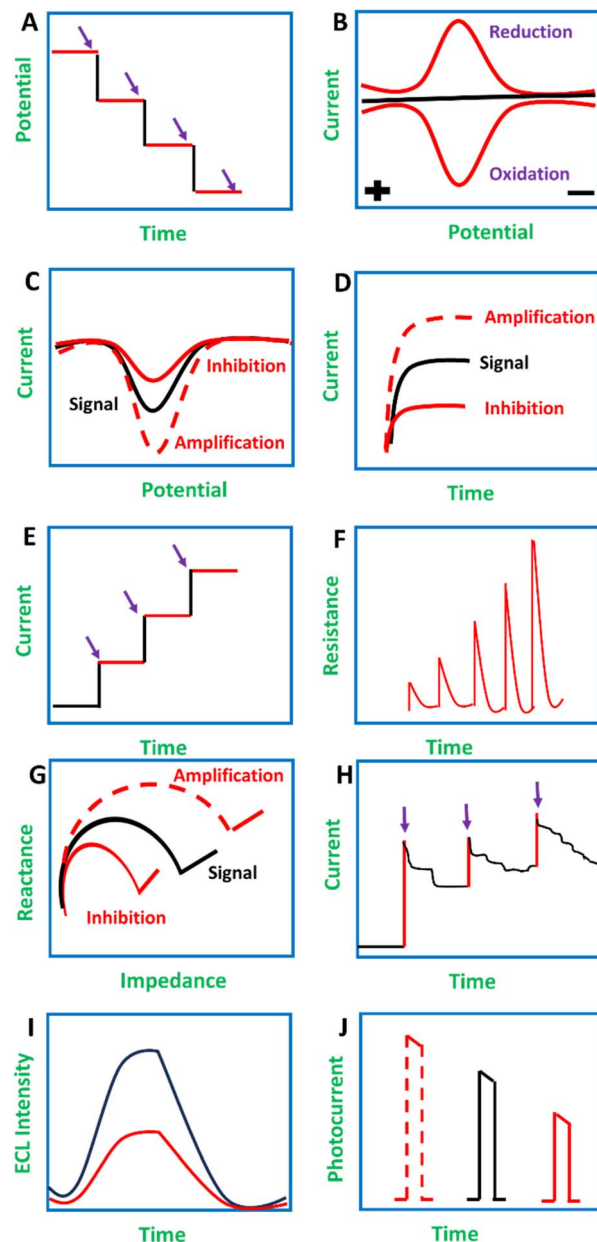 A
Potential
Time
B
Current
Reduction
Oxidation
+
−
Potential
C
Current
Signal
Inhibition
Amplification
Potential
D
Current
Amplification
Signal
Inhibition
Time
E
Current
Time
F
Resistance
Time
G
Reactance
Amplification
Signal
Inhibition
Impedance
H
Current
Time
I
ECL Intensity
Time
J
Photocurrent
Time